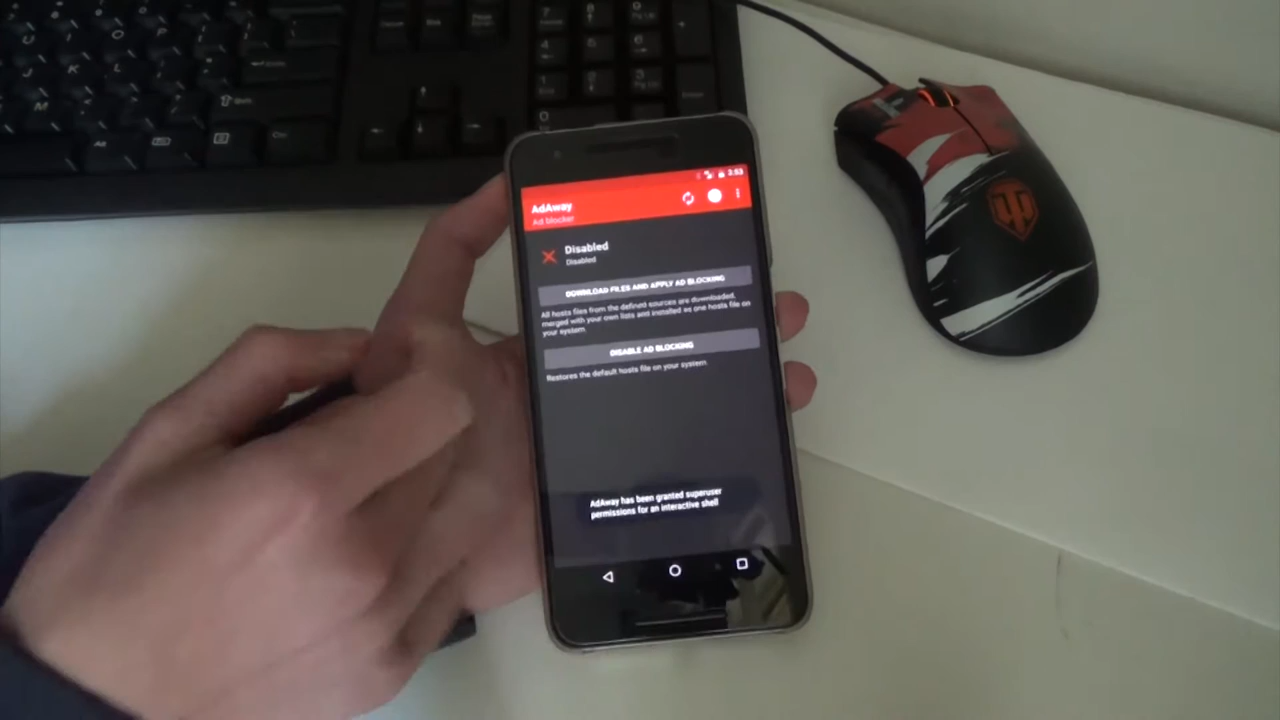 3:53
AdAway
Ad blocker
Disabled
Disabled
DOWNLOAD FILES AND APPLY AD BLOCKING
All hosts files from the defined sources are downloaded,
merged with your own lists and installed as one hosts file on
your system
DISABLE AD BLOCKING
Restores the default hosts file on your system
AdAway has been granted superuser
permissions for an interactive shell